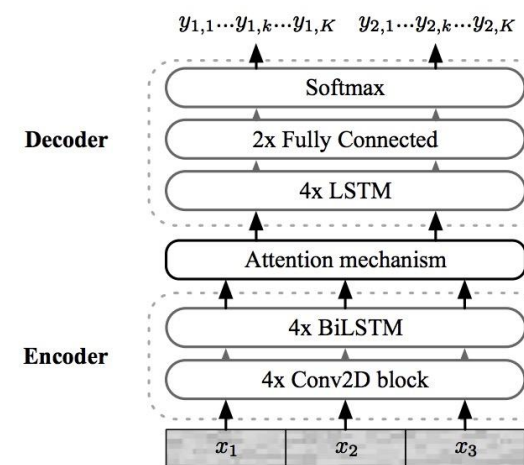 y1,1...y1,k...y1,K y2,1...y2,k...y2,K
Softmax
Decoder
2x Fully Connected
4x LSTM
Attention mechanism
4x BiLSTM
Encoder
4x Conv2D block
x1 x2 x3